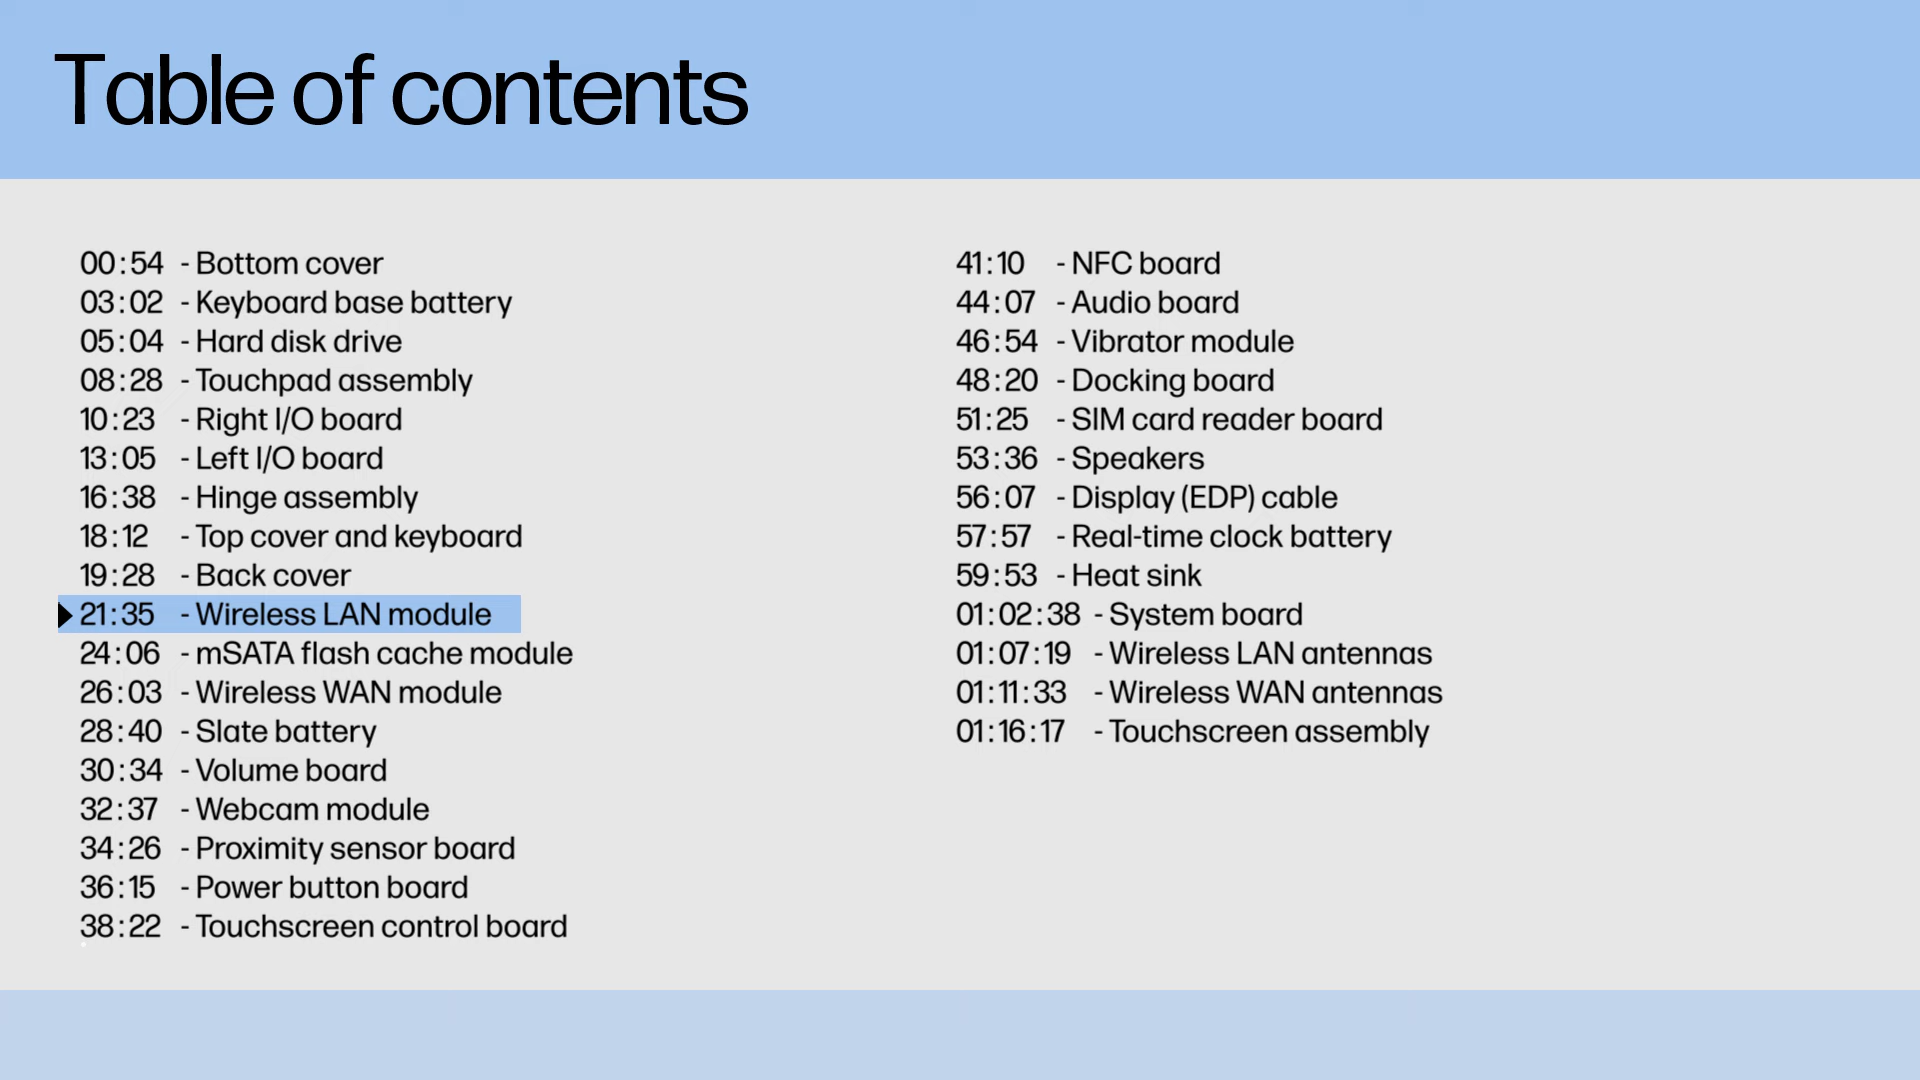 Table of contents
00:54 - Bottom cover
03:02 - Keyboard base battery
05:04 - Hard disk drive
08:28 - Touchpad assembly
10:23 - Right I/O board
13:05 - Left I/O board
16:38 - Hinge assembly
18:12 - Top cover and keyboard
19:28 - Back cover
21:35 - Wireless LAN module
24:06 - mSATA flash cache module
26:03 - Wireless WAN module
28:40 - Slate battery
30:34 - Volume board
32:37 - Webcam module
34:26 - Proximity sensor board
36:15 - Power button board
38:22 - Touchscreen control board
41:10 - NFC board
44:07 - Audio board
46:54 - Vibrator module
48:20 - Docking board
51:25 - SIM card reader board
53:36 - Speakers
56:07 - Display (EDP) cable
57:57 - Real-time clock battery
59:53 - Heat sink
01:02:38 - System board
01:07:19 - Wireless LAN antennas
01:11:33 - Wireless WAN antennas
01:16:17 - Touchscreen assembly